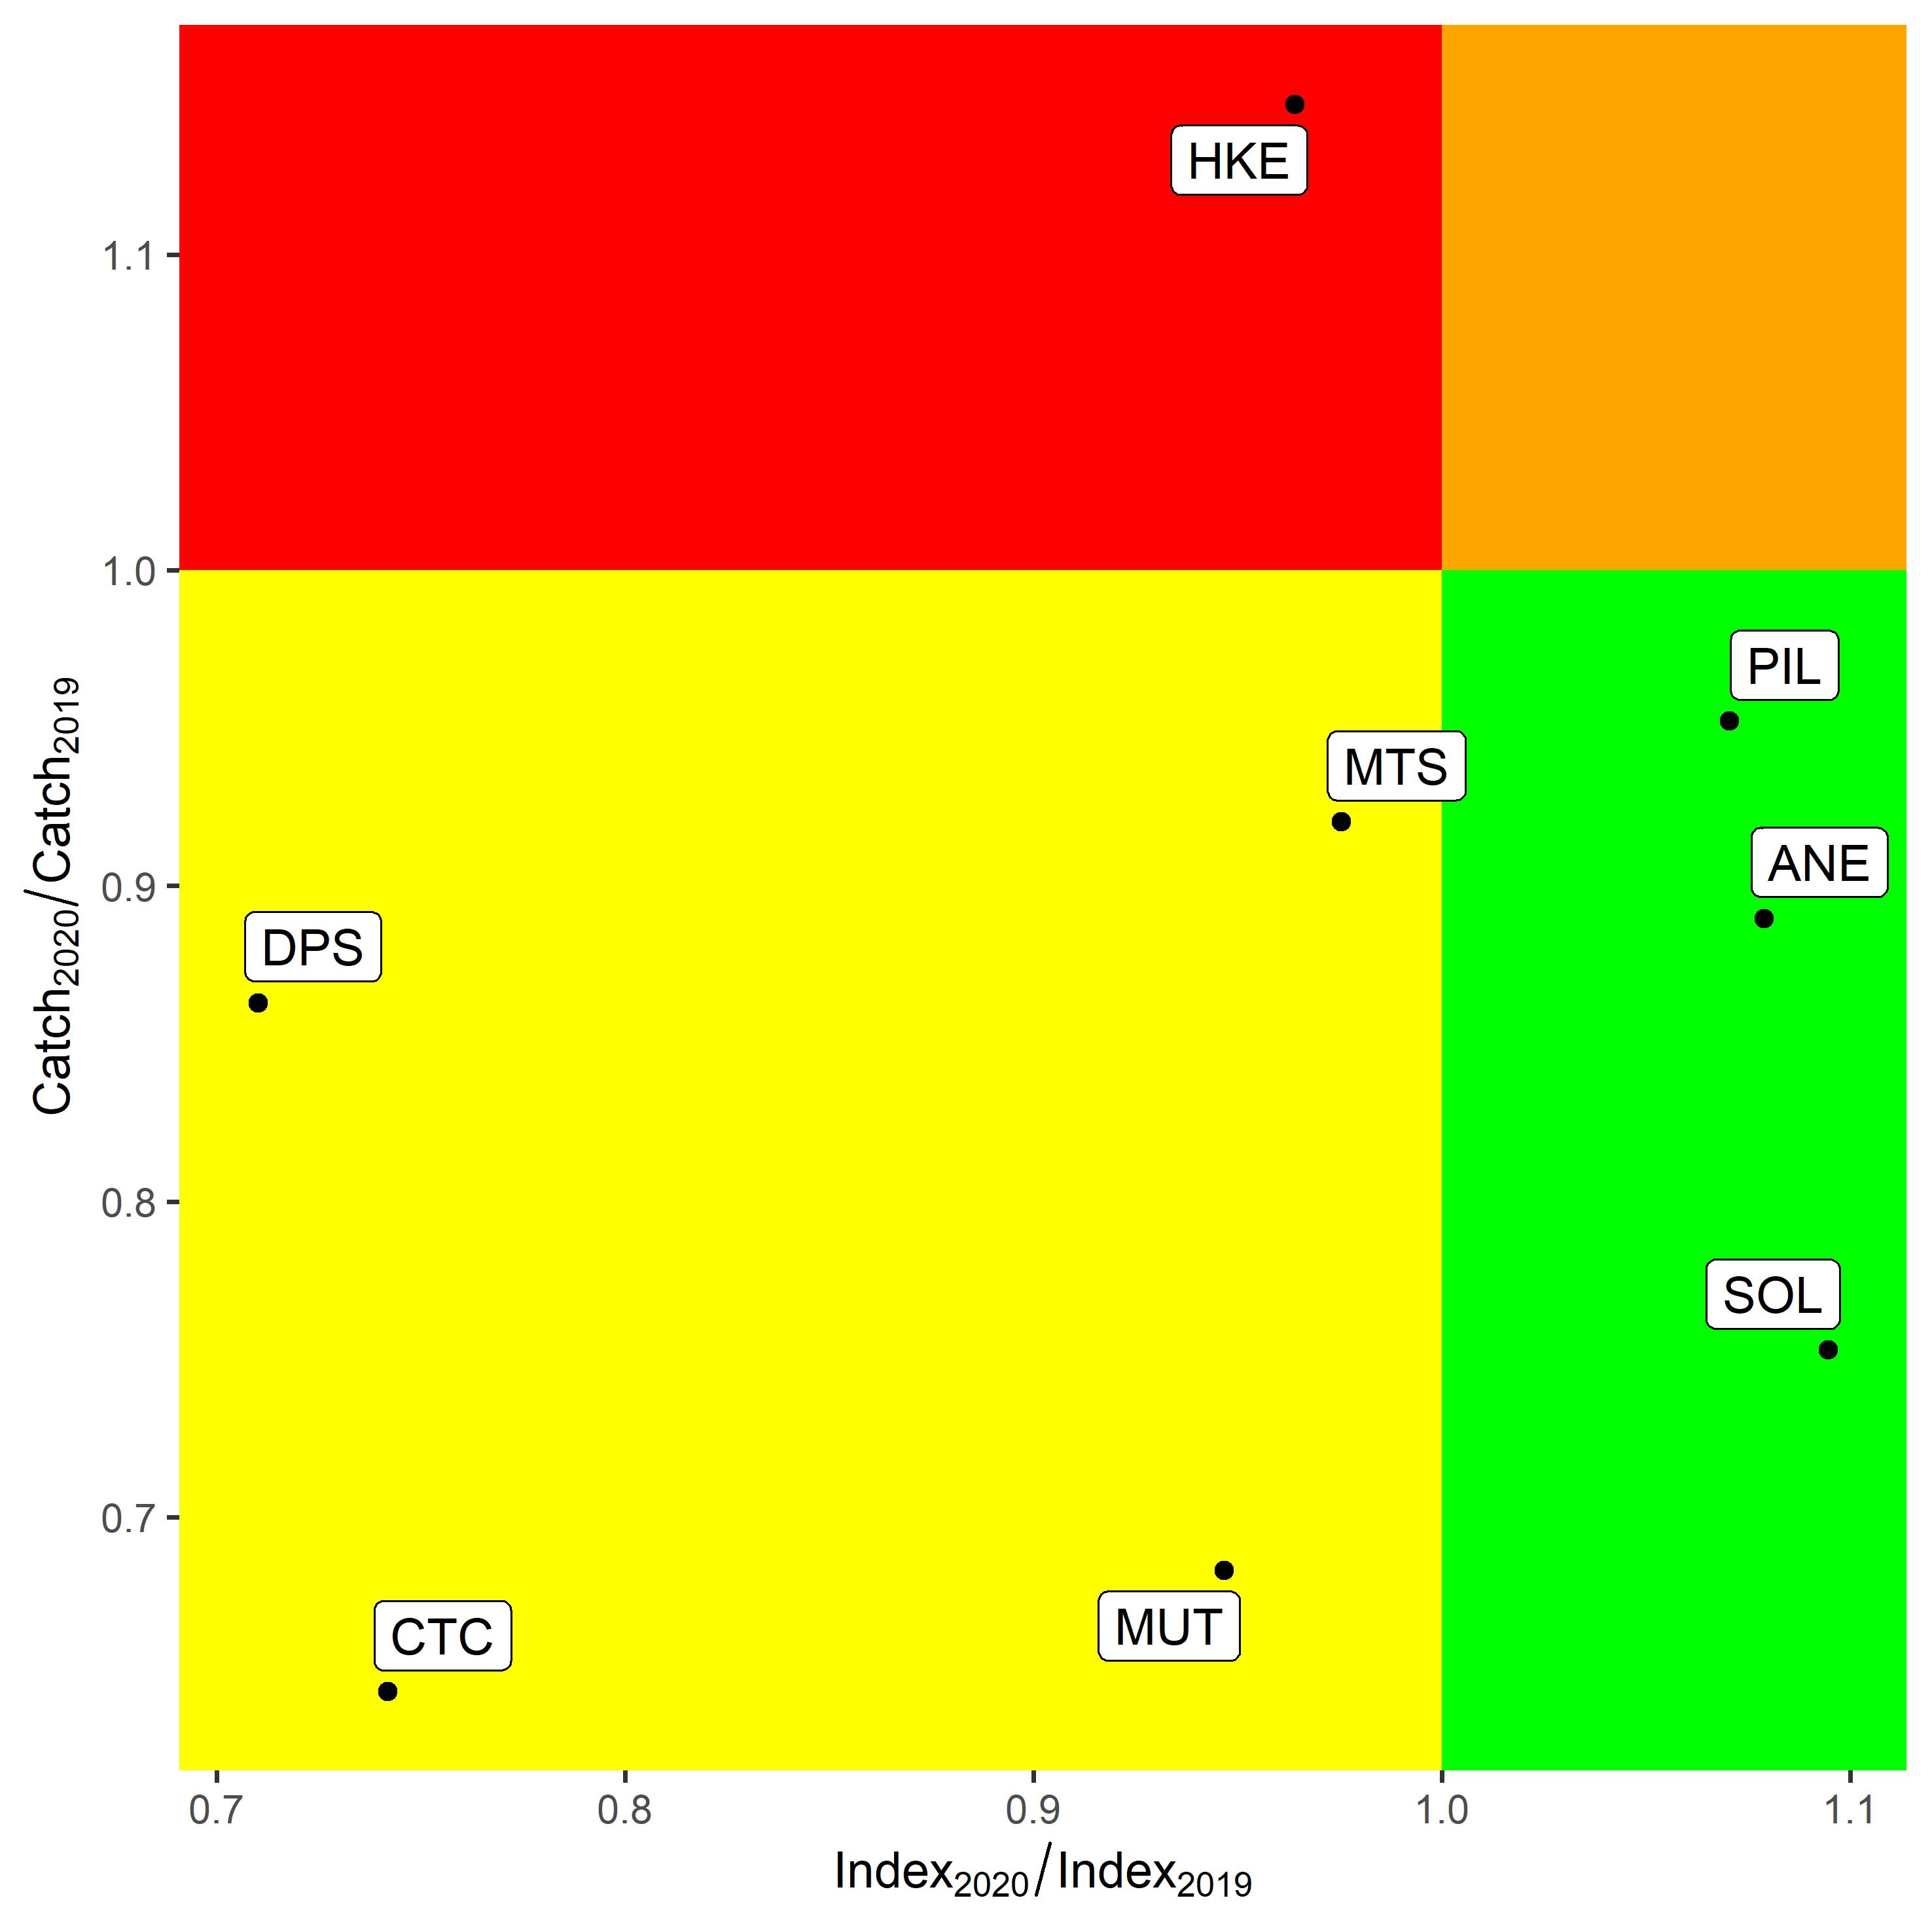 HKE
1.1
1.0
PIL
MTS
ANE
0.9
DPS
0.8
SOL
0.7
MUT
CTC
Catch2020/Catch2019
0.7 0.8 0.9 1.0 1.1
Index2020/Index2019